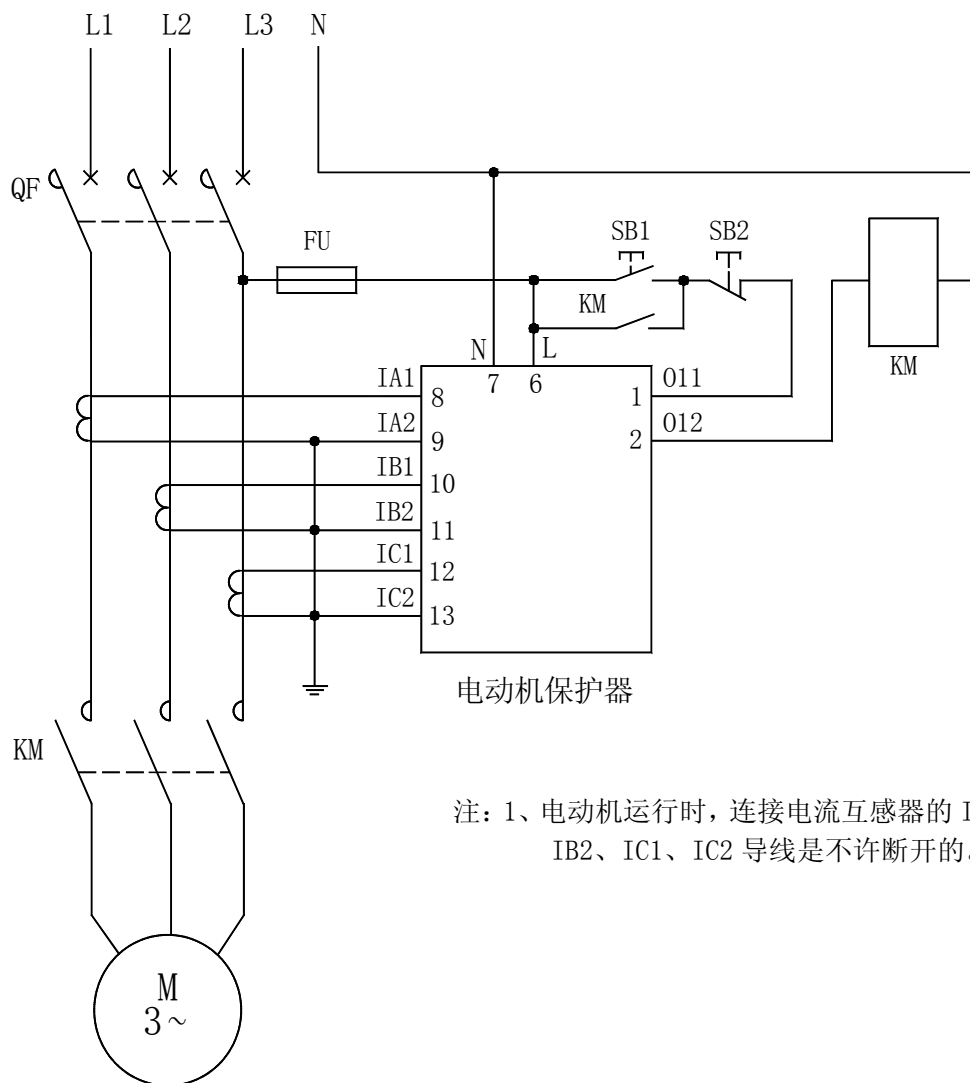 L1 L2 L3 N
QF
FU
SB1 SB2
KM
KM
N L
7 6
IA1
8
O11
1
IA2
9
O12
2
IB1
10
IB2
11
IC1
12
IC2
13
电动机保护器
KM
注：1、电动机运行时，连接电流互感器的 I
IB2、IC1、IC2 导线是不许断开的。
M
3~